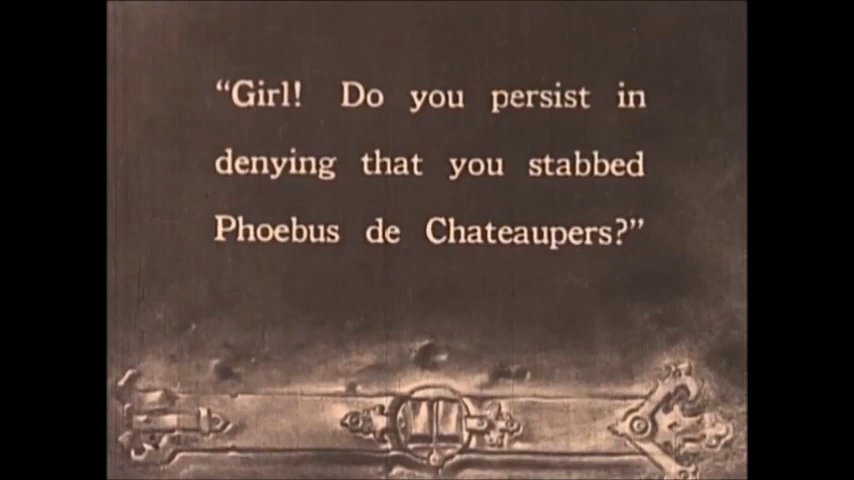 “Girl! Do you persist in
denying that you stabbed
Phoebus de Chateaupers?”